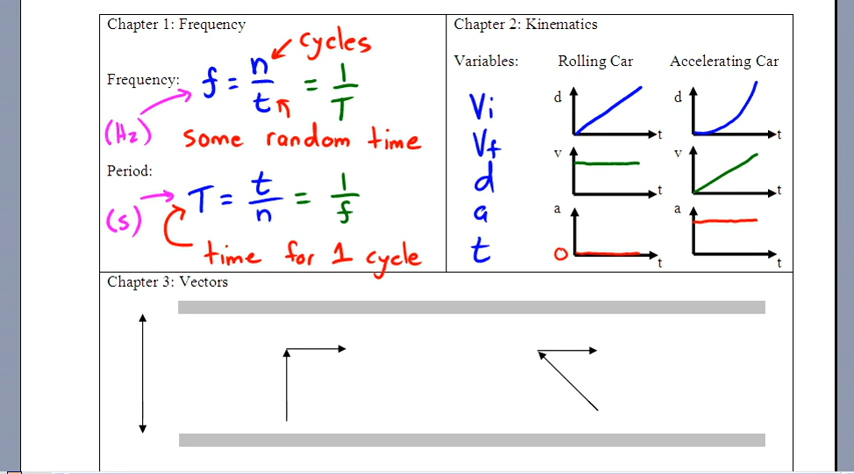 Chapter 1: Frequency
cycles
Frequency: f = n/t = 1/T
(Hz)
some random time
Period:
T = t/n = 1/f
(s)
time for 1 cycle
Chapter 2: Kinematics
Variables: Rolling Car Accelerating Car
Vi
Vf
d
a
t
d t d t
v t v t
a 0 t a t
Chapter 3: Vectors